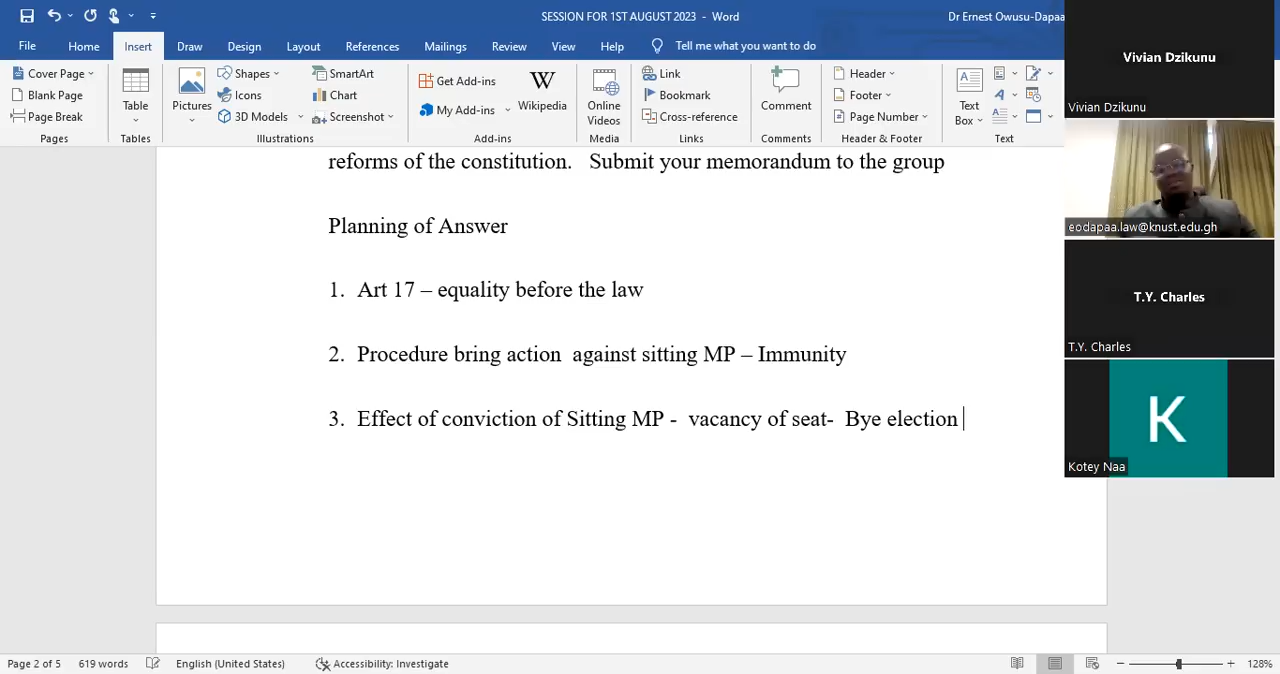 SESSION FOR 1ST AUGUST 2023 - Word
Dr Ernest Owusu-Dapaa
File Home Insert Draw Design Layout References Mailings Review View Help Tell me what you want to do
Cover Page
Blank Page
Page Break
Pages
Table
Tables
Pictures
Shapes
Icons
3D Models
SmartArt
Chart
Screenshot
Illustrations
Get Add-ins
My Add-ins
W
Wikipedia
Add-ins
Online
Videos
Media
Link
Bookmark
Cross-reference
Links
Comment
Comments
Header
Footer
Page Number
Header & Footer
A
Text
Box
A
Text
Vivian Dzikunu
Vivian Dzikunu
eodapaa.law@knust.edu.gh
T.Y. Charles
T.Y. Charles
K
Kotey Naa
reforms of the constitution. Submit your memorandum to the group
Planning of Answer
1. Art 17 – equality before the law
2. Procedure bring action against sitting MP – Immunity
3. Effect of conviction of Sitting MP - vacancy of seat- Bye election
Page 2 of 5 619 words English (United States) Accessibility: Investigate 128%